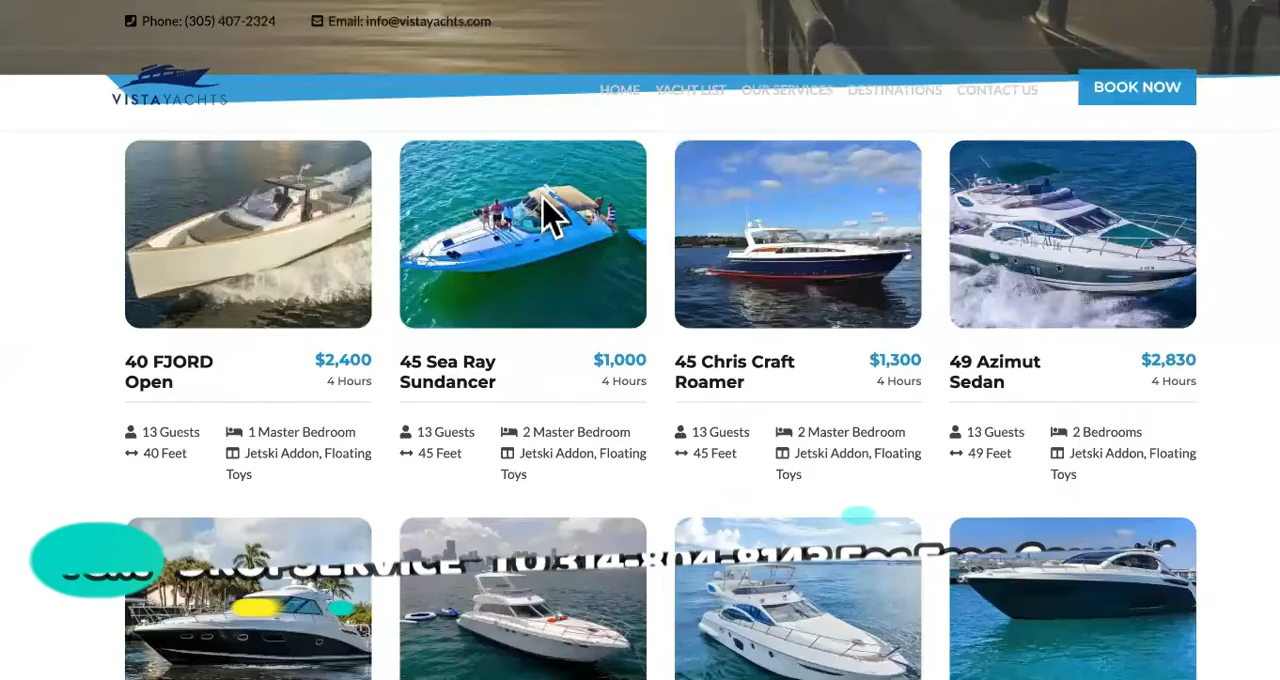 Phone: (305) 407-2324 Email: info@vistayachts.com
VISTAYACHTS
HOME YACHT LIST OUR SERVICES DESTINATIONS CONTACT US BOOK NOW
40 FJORD Open $2,400 4 Hours
13 Guests 1 Master Bedroom
40 Feet Jetski Addon, Floating Toys
45 Sea Ray Sundancer $1,000 4 Hours
13 Guests 2 Master Bedroom
45 Feet Jetski Addon, Floating Toys
45 Chris Craft Roamer $1,300 4 Hours
13 Guests 2 Master Bedroom
45 Feet Jetski Addon, Floating Toys
49 Azimut Sedan $2,830 4 Hours
13 Guests 2 Bedrooms
49 Feet Jetski Addon, Floating Toys
TO 314-804-8143